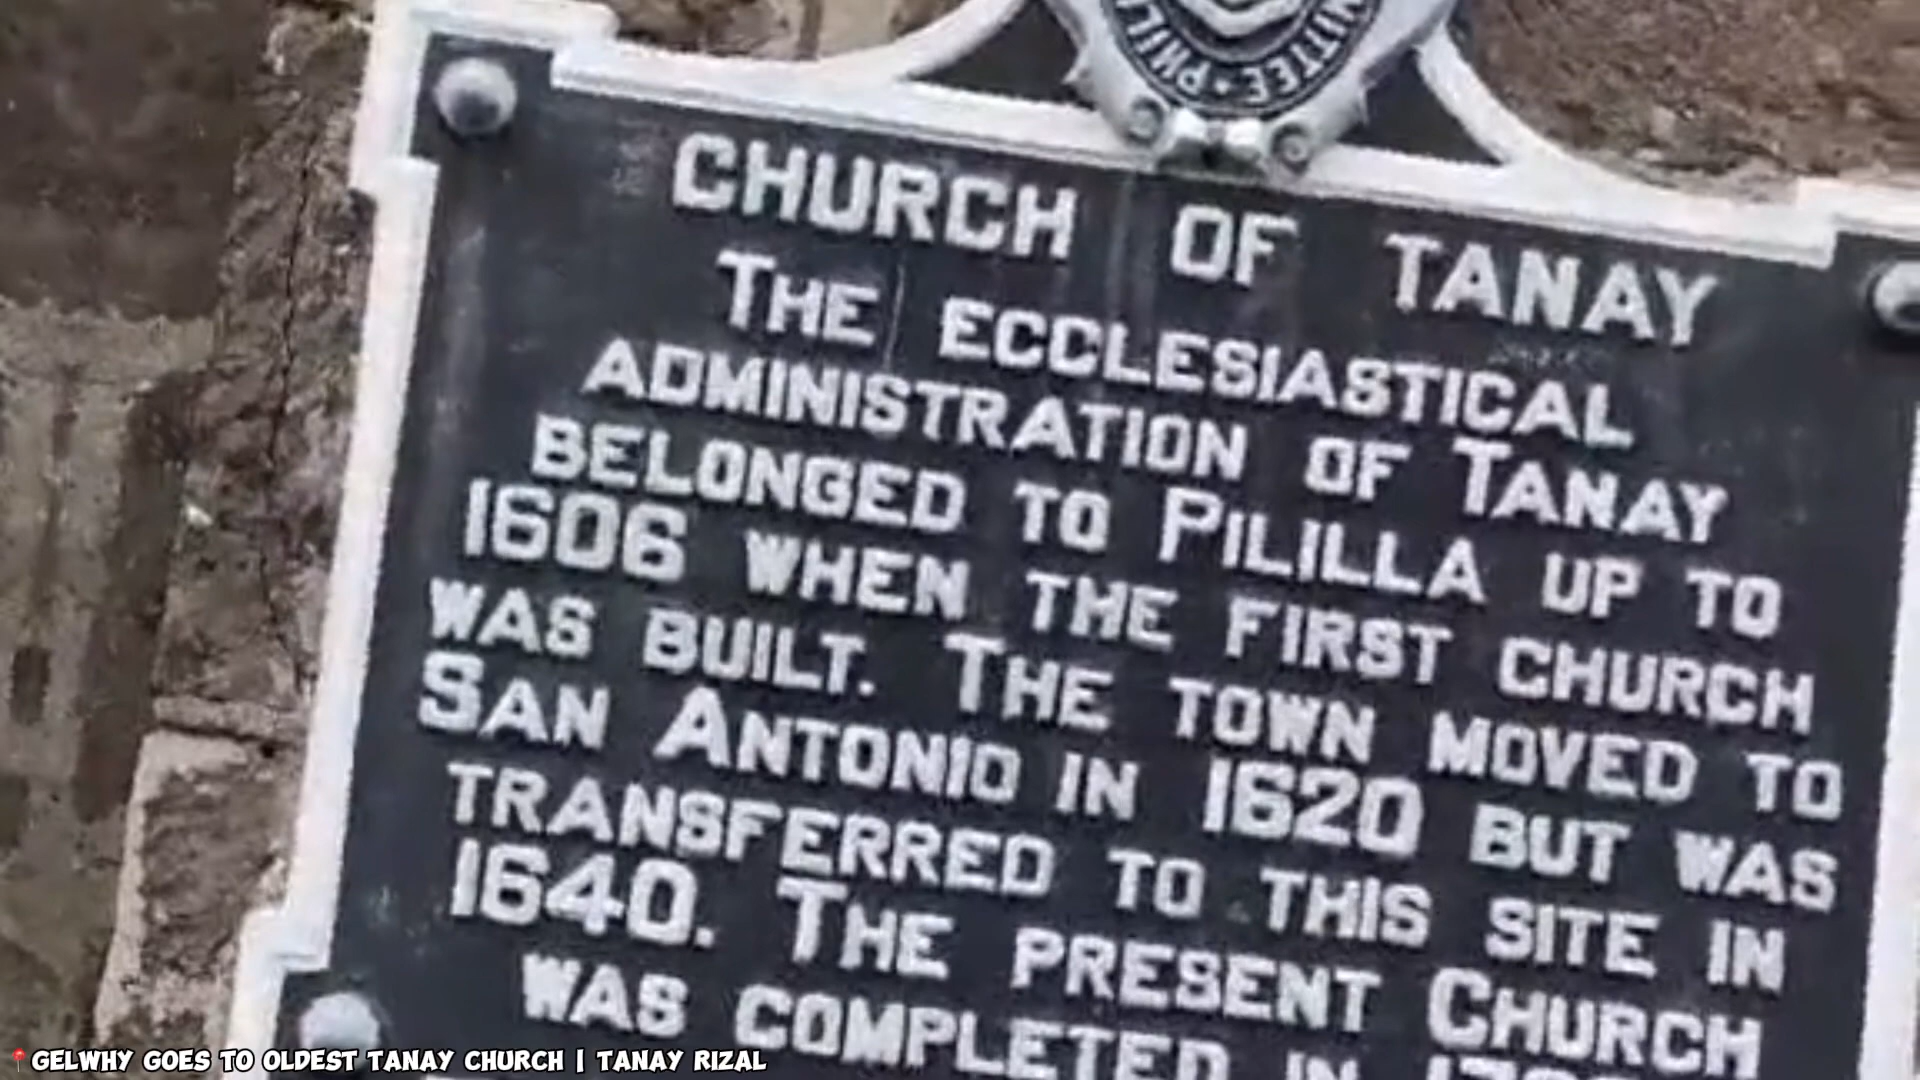 CHURCH OF TANAY
THE ECCLESIASTICAL
ADMINISTRATION OF TANAY
BELONGED TO PILILLA UP TO
1606 WHEN THE FIRST CHURCH
WAS BUILT. THE TOWN MOVED TO
SAN ANTONIO IN 1620 BUT WAS
TRANSFERRED TO THIS SITE IN
1640. THE PRESENT CHURCH
WAS COMPLETED IN
GELWHY GOES TO OLDEST TANAY CHURCH | TANAY RIZAL